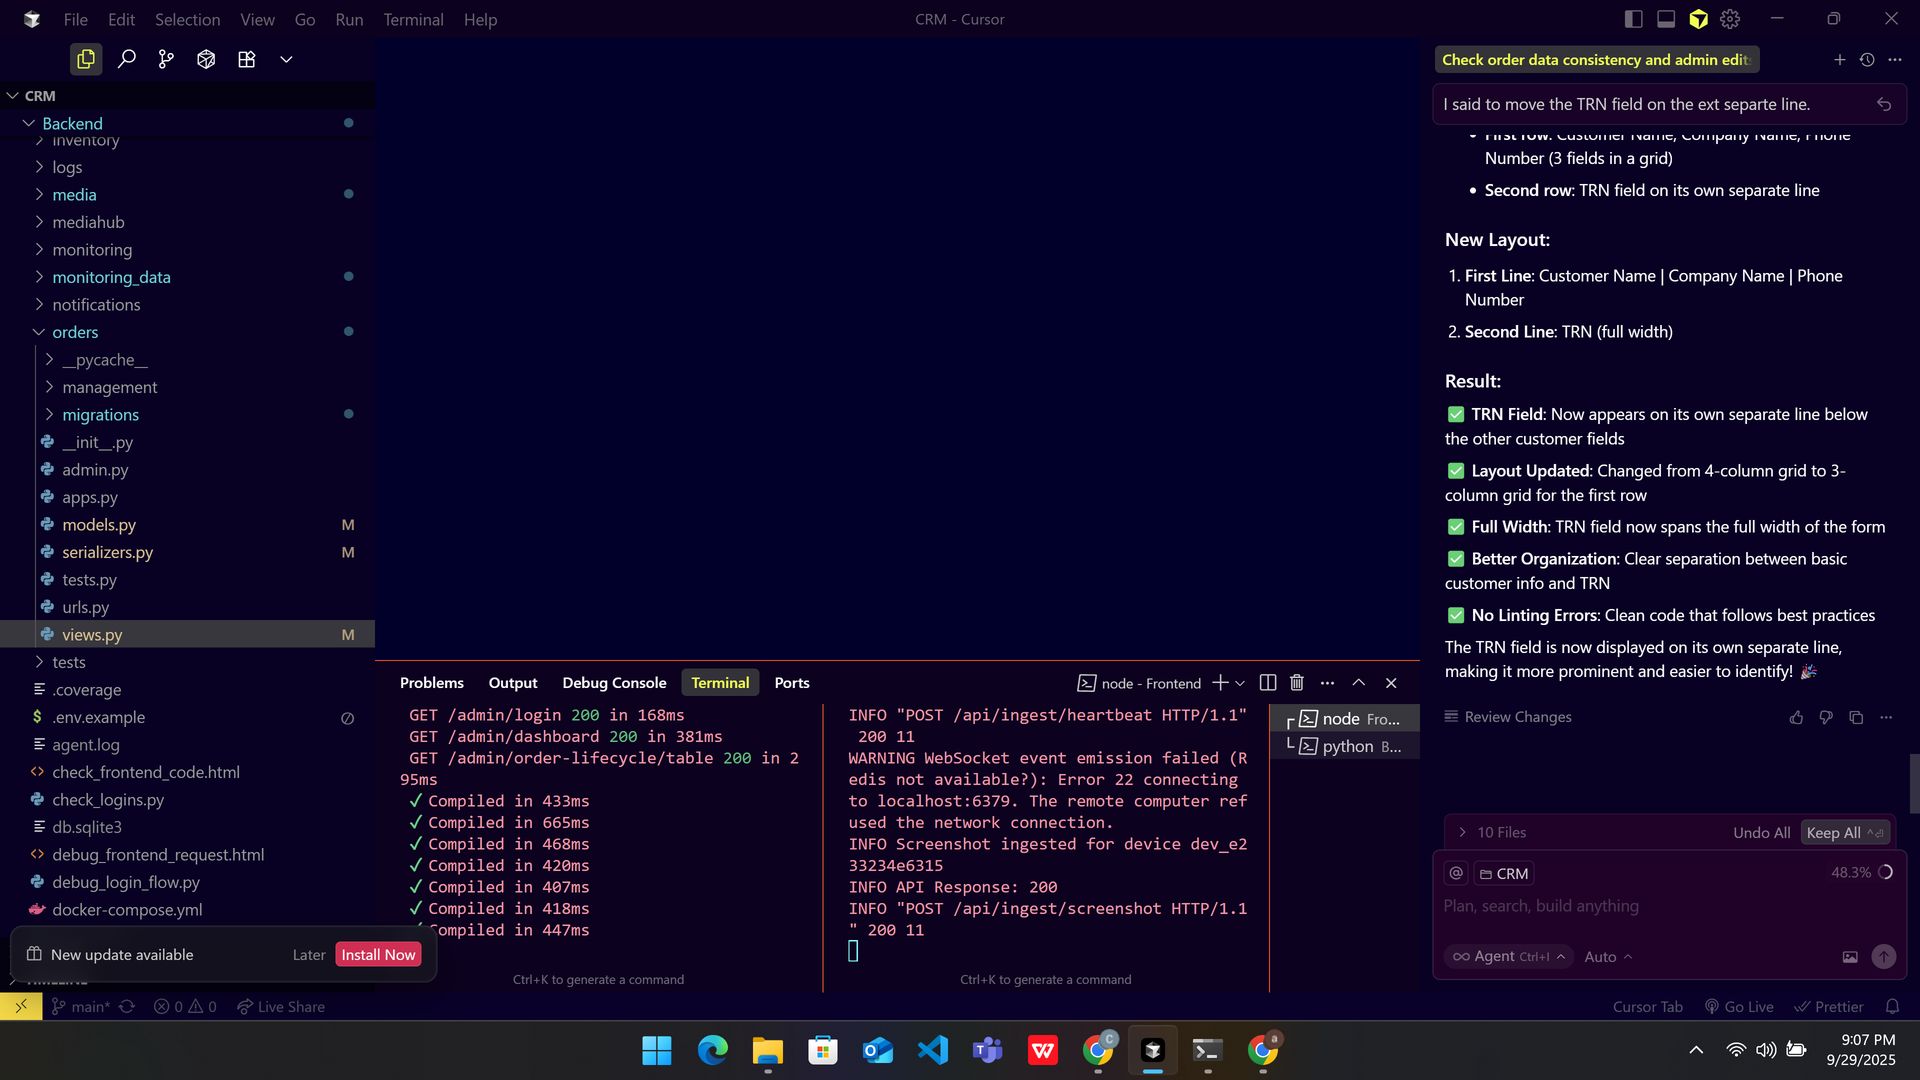 File Edit Selection View Go Run Terminal Help
CRM - Cursor
CRM
Backend
inventory
logs
media
mediahub
monitoring
monitoring_data
notifications
orders
__pycache__
management
migrations
__init__.py
admin.py
apps.py
models.py M
serializers.py M
tests.py
urls.py
views.py M
tests
.coverage
.env.example
agent.log
check_frontend_code.html
check_logins.py
db.sqlite3
debug_frontend_request.html
debug_login_flow.py
docker-compose.yml
TIMELINE
New update available Later Install Now
Problems Output Debug Console Terminal Ports
node - Frontend
GET /admin/login 200 in 168ms
GET /admin/dashboard 200 in 381ms
GET /admin/order-lifecycle/table 200 in 2
95ms
✓ Compiled in 433ms
✓ Compiled in 665ms
✓ Compiled in 468ms
✓ Compiled in 420ms
✓ Compiled in 407ms
✓ Compiled in 418ms
✓ Compiled in 447ms
Ctrl+K to generate a command
INFO "POST /api/ingest/heartbeat HTTP/1.1"
200 11
WARNING WebSocket event emission failed (R
edis not available?): Error 22 connecting
to localhost:6379. The remote computer ref
used the network connection.
INFO Screenshot ingested for device dev_e2
33234e6315
INFO API Response: 200
INFO "POST /api/ingest/screenshot HTTP/1.1
" 200 11
Ctrl+K to generate a command
node Fro...
python B...
Check order data consistency and admin edit
I said to move the TRN field on the ext separte line.
• First row: Customer Name, Company Name, Phone
Number (3 fields in a grid)
• Second row: TRN field on its own separate line
New Layout:
1. First Line: Customer Name | Company Name | Phone
Number
2. Second Line: TRN (full width)
Result:
✅ TRN Field: Now appears on its own separate line below
the other customer fields
✅ Layout Updated: Changed from 4-column grid to 3-
column grid for the first row
✅ Full Width: TRN field now spans the full width of the form
✅ Better Organization: Clear separation between basic
customer info and TRN
✅ No Linting Errors: Clean code that follows best practices
The TRN field is now displayed on its own separate line,
making it more prominent and easier to identify! 🎉
Review Changes
10 Files Undo All Keep All
@ CRM 48.3%
Plan, search, build anything
Agent Ctrl+I Auto
main* 0 0 Live Share
Cursor Tab Go Live Prettier
9:07 PM
9/29/2025